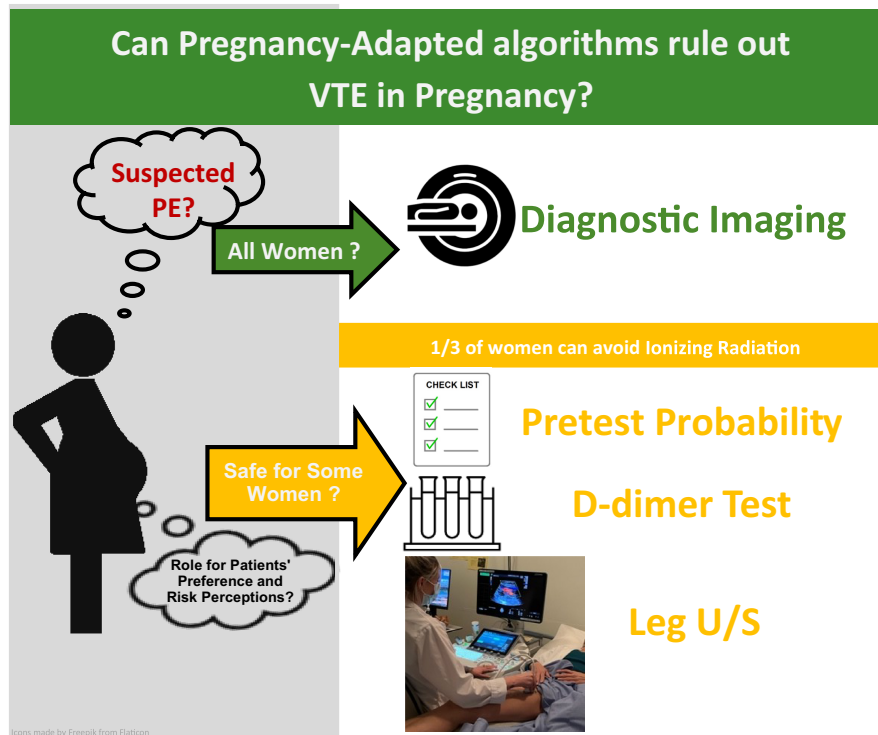 Can Pregnancy-Adapted algorithms rule out
VTE in Pregnancy?
Suspected
PE?
All Women ?
Diagnostic Imaging
1/3 of women can avoid Ionizing Radiation
CHECK LIST
Pretest Probability
Safe for Some
Women ?
D-dimer Test
Role for Patients'
Preference and
Risk Perceptions?
Leg U/S
Icons made by Freepik from Flaticon